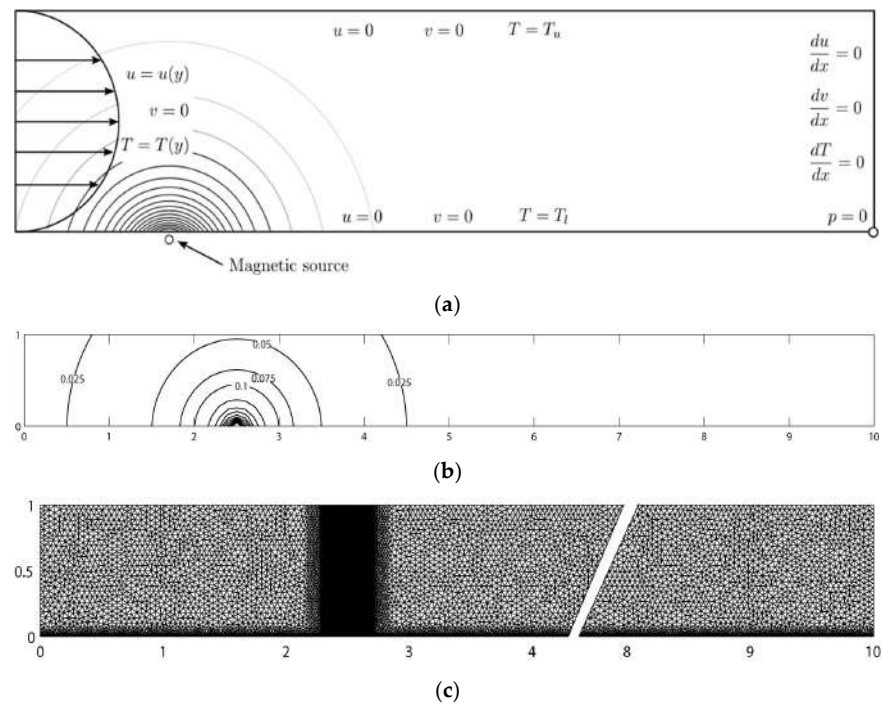 u = 0 v = 0 T = T_u
du/dx = 0
u = u(y)
v = 0
dv/dx = 0
T = T(y)
dT/dx = 0
u = 0 v = 0 T = T_l p = 0
Magnetic source
(a)
1
0.05
0.025 0.075 0.025
0.1
0
0 1 2 3 4 5 6 7 8 9 10
(b)
1
0.5
0
0 1 2 3 4 8 9 10
(c)